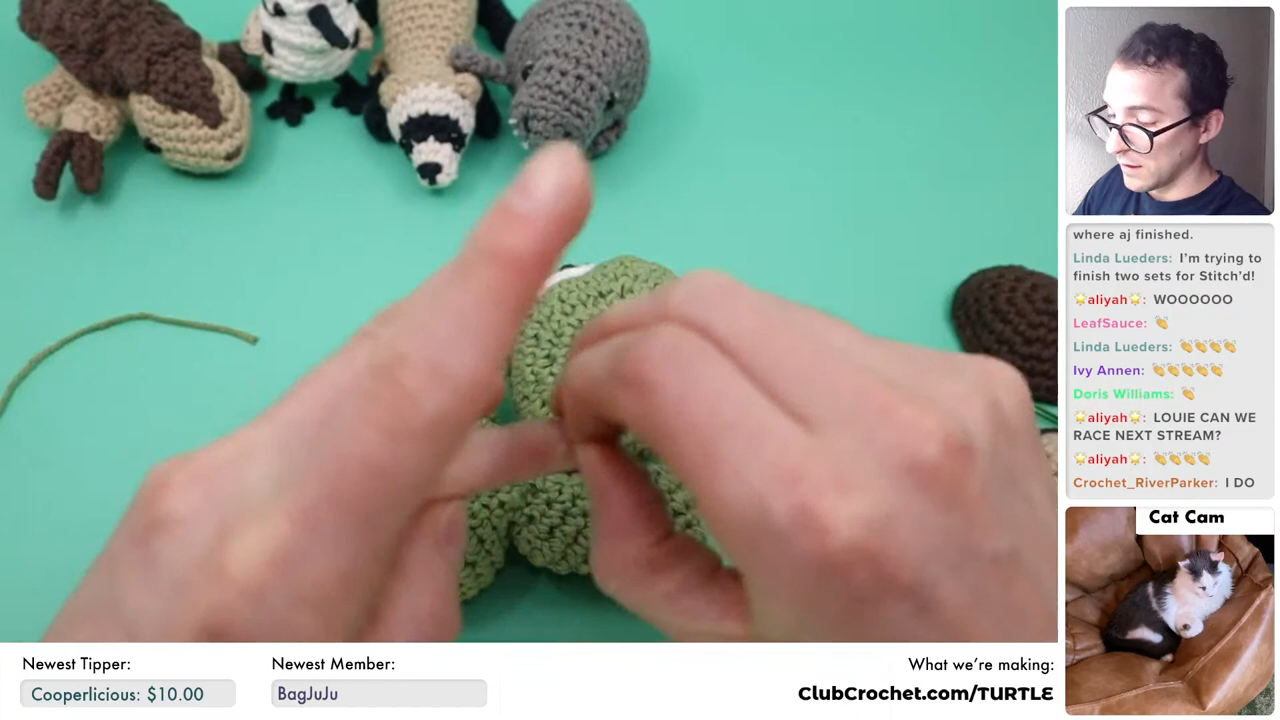 where aj finished.
Linda Lueders: I'm trying to
finish two sets for Stitch'd!
🌟aliyah🌟: WOOOOOO
LeafSauce: 👏
Linda Lueders: 👏👏👏👏
Ivy Annen: 👏👏👏👏👏
Doris Williams: 👏
🌟aliyah🌟: LOUIE CAN WE
RACE NEXT STREAM?
🌟aliyah🌟: 👏👏👏👏
Crochet_RiverParker: I DO
Cat Cam
Newest Tipper:
Cooperlicious: $10.00
Newest Member:
BagJuJu
What we're making:
ClubCrochet.com/TURTLE